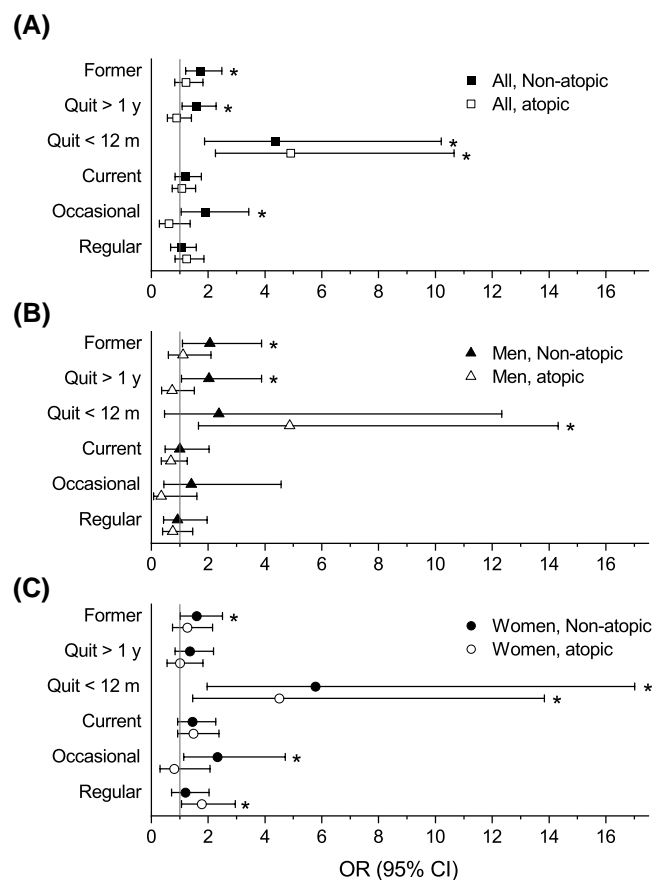 (A)
Former *
Quit > 1 y *
Quit < 12 m *
*
Current
Occasional *
Regular
All, Non-atopic
All, atopic
0 2 4 6 8 10 12 14 16
(B)
Former *
Quit > 1 y *
Quit < 12 m
*
Current
Occasional
Regular
Men, Non-atopic
Men, atopic
0 2 4 6 8 10 12 14 16
(C)
Former *
Quit > 1 y
Quit < 12 m *
*
Current
Occasional *
Regular
*
Women, Non-atopic
Women, atopic
0 2 4 6 8 10 12 14 16
OR (95% CI)